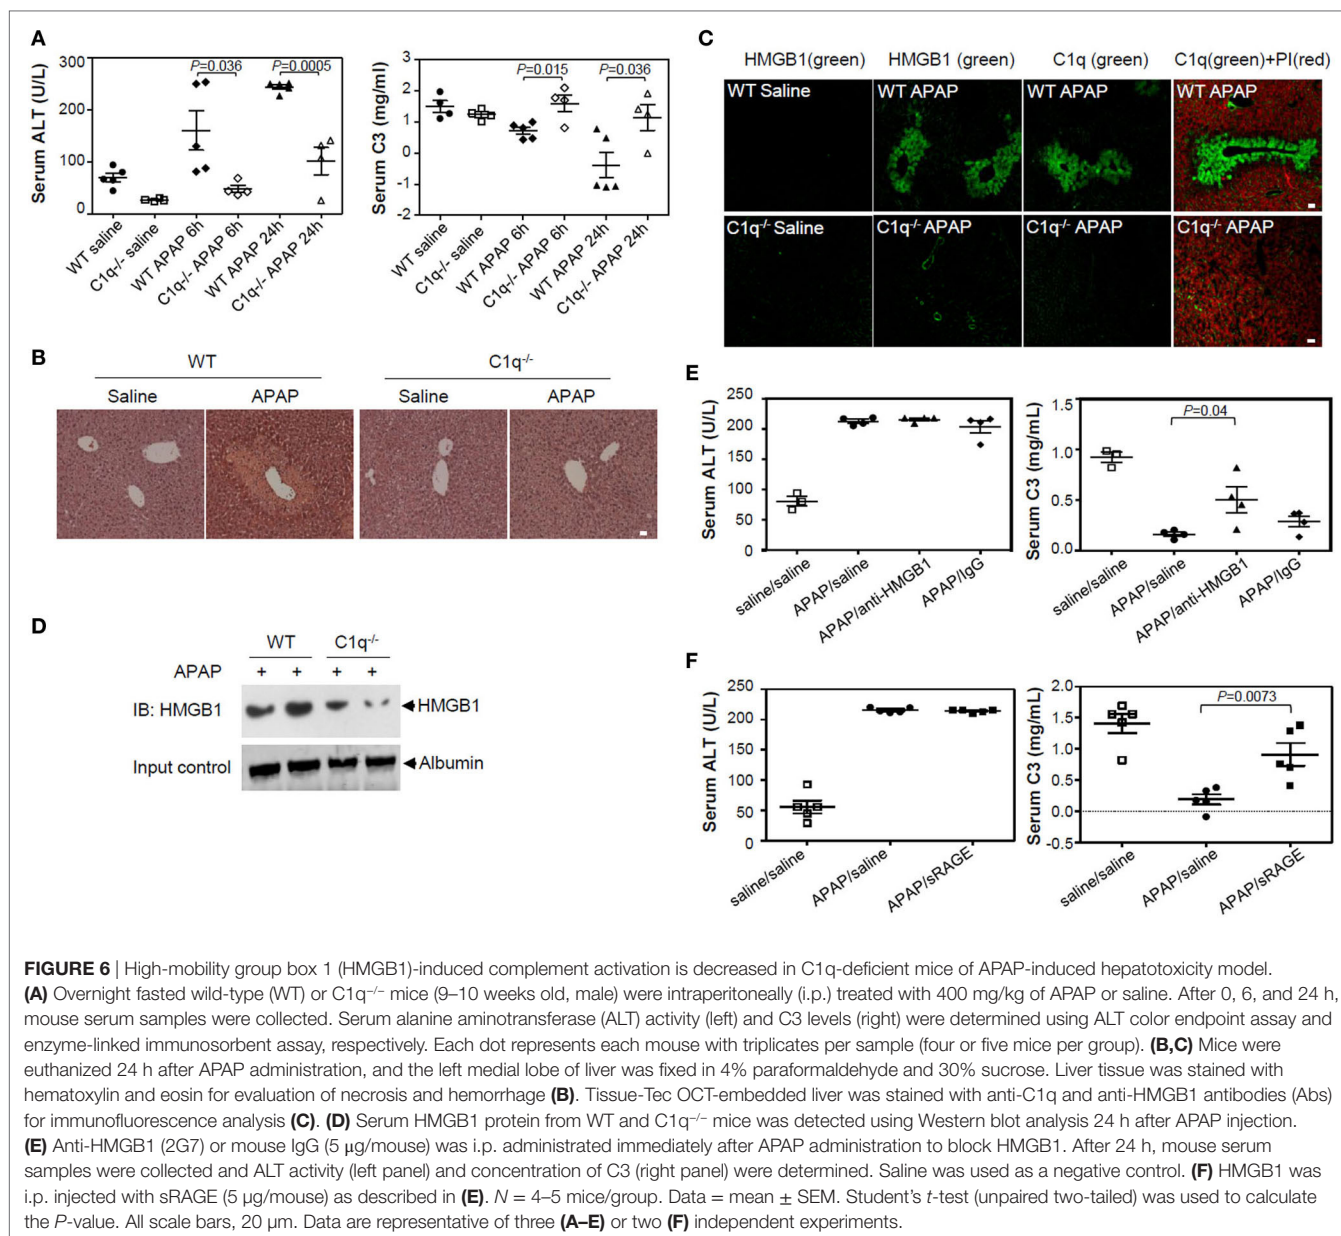 A
Serum ALT (U/L)
300
200
100
0
P=0.036
P=0.0005
WT saline
C1q-/- saline
WT APAP 6h
C1q-/- APAP 6h
WT APAP 24h
C1q-/- APAP 24h
Serum C3 (mg/ml)
3
2
1
0
-1
-2
P=0.015
P=0.036
WT saline
C1q-/- saline
WT APAP 6h
C1q-/- APAP 6h
WT APAP 24h
C1q-/- APAP 24h
B
WT
C1q-/-
Saline
APAP
Saline
APAP
C
HMGB1(green)
HMGB1 (green)
C1q (green)
C1q(green)+PI(red)
WT Saline
WT APAP
WT APAP
WT APAP
C1q-/- Saline
C1q-/- APAP
C1q-/- APAP
C1q-/- APAP
D
WT
C1q-/-
APAP + + + +
IB: HMGB1
HMGB1
Input control
Albumin
E
Serum ALT (U/L)
250
200
150
100
50
0
saline/saline
APAP/saline
APAP/anti-HMGB1
APAP/IgG
Serum C3 (mg/mL)
1.5
1.0
0.5
0.0
P=0.04
saline/saline
APAP/saline
APAP/anti-HMGB1
APAP/IgG
F
Serum ALT (U/L)
250
200
150
100
50
0
saline/saline
APAP/saline
APAP/sRAGE
Serum C3 (mg/mL)
2.0
1.5
1.0
0.5
0.0
-0.5
P=0.0073
saline/saline
APAP/saline
APAP/sRAGE
FIGURE 6 | High-mobility group box 1 (HMGB1)-induced complement activation is decreased in C1q-deficient mice of APAP-induced hepatotoxicity model.
(A) Overnight fasted wild-type (WT) or C1q−/− mice (9–10 weeks old, male) were intraperitoneally (i.p.) treated with 400 mg/kg of APAP or saline. After 0, 6, and 24 h,
mouse serum samples were collected. Serum alanine aminotransferase (ALT) activity (left) and C3 levels (right) were determined using ALT color endpoint assay and
enzyme-linked immunosorbent assay, respectively. Each dot represents each mouse with triplicates per sample (four or five mice per group). (B,C) Mice were
euthanized 24 h after APAP administration, and the left medial lobe of liver was fixed in 4% paraformaldehyde and 30% sucrose. Liver tissue was stained with
hematoxylin and eosin for evaluation of necrosis and hemorrhage (B). Tissue-Tec OCT-embedded liver was stained with anti-C1q and anti-HMGB1 antibodies (Abs)
for immunofluorescence analysis (C). (D) Serum HMGB1 protein from WT and C1q−/− mice was detected using Western blot analysis 24 h after APAP injection.
(E) Anti-HMGB1 (2G7) or mouse IgG (5 μg/mouse) was i.p. administrated immediately after APAP administration to block HMGB1. After 24 h, mouse serum
samples were collected and ALT activity (left panel) and concentration of C3 (right panel) were determined. Saline was used as a negative control. (F) HMGB1 was
i.p. injected with sRAGE (5 μg/mouse) as described in (E). N = 4–5 mice/group. Data = mean ± SEM. Student's t-test (unpaired two-tailed) was used to calculate
the P-value. All scale bars, 20 μm. Data are representative of three (A–E) or two (F) independent experiments.